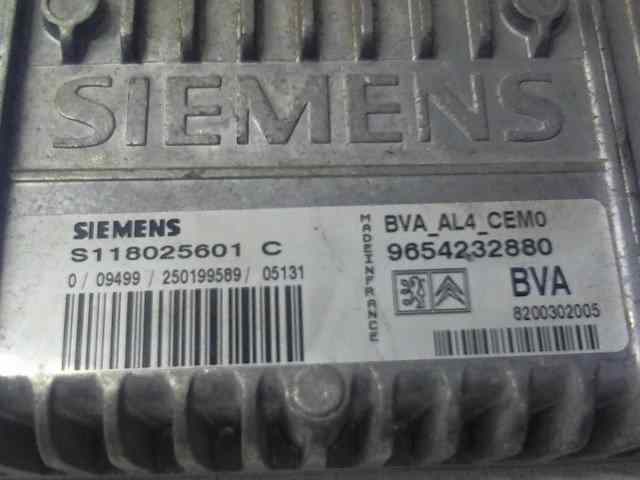 SIEMENS
SIEMENS
S118025601 C
0 / 09499 / 250199589 / 05131
MADE IN FRANCE
BVA_AL4_CEM0
9654232880
BVA
8200302005